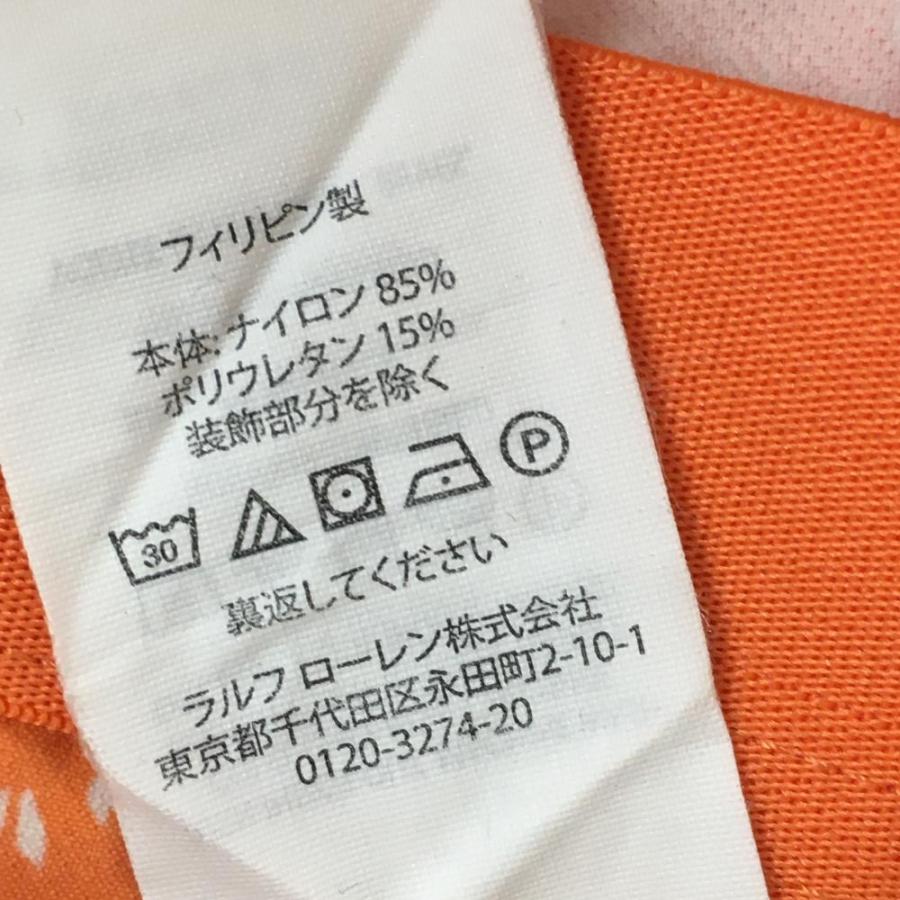 フィリピン製
本体: ナイロン 85%
ポリウレタン 15%
装飾部分を除く
30 P
裏返してください
ラルフ ローレン株式会社
東京都千代田区永田町2-10-1
0120-3274-20